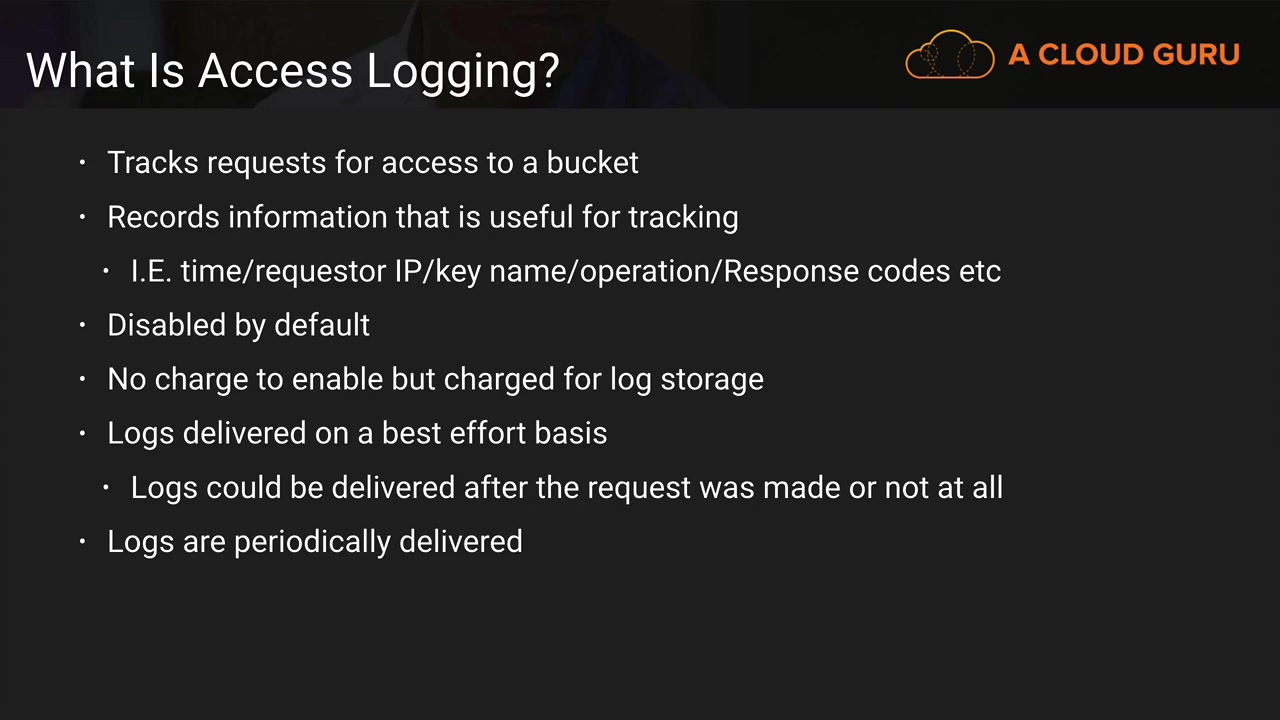 What Is Access Logging?
A CLOUD GURU
• Tracks requests for access to a bucket
• Records information that is useful for tracking
• I.E. time/requestor IP/key name/operation/Response codes etc
• Disabled by default
• No charge to enable but charged for log storage
• Logs delivered on a best effort basis
• Logs could be delivered after the request was made or not at all
• Logs are periodically delivered